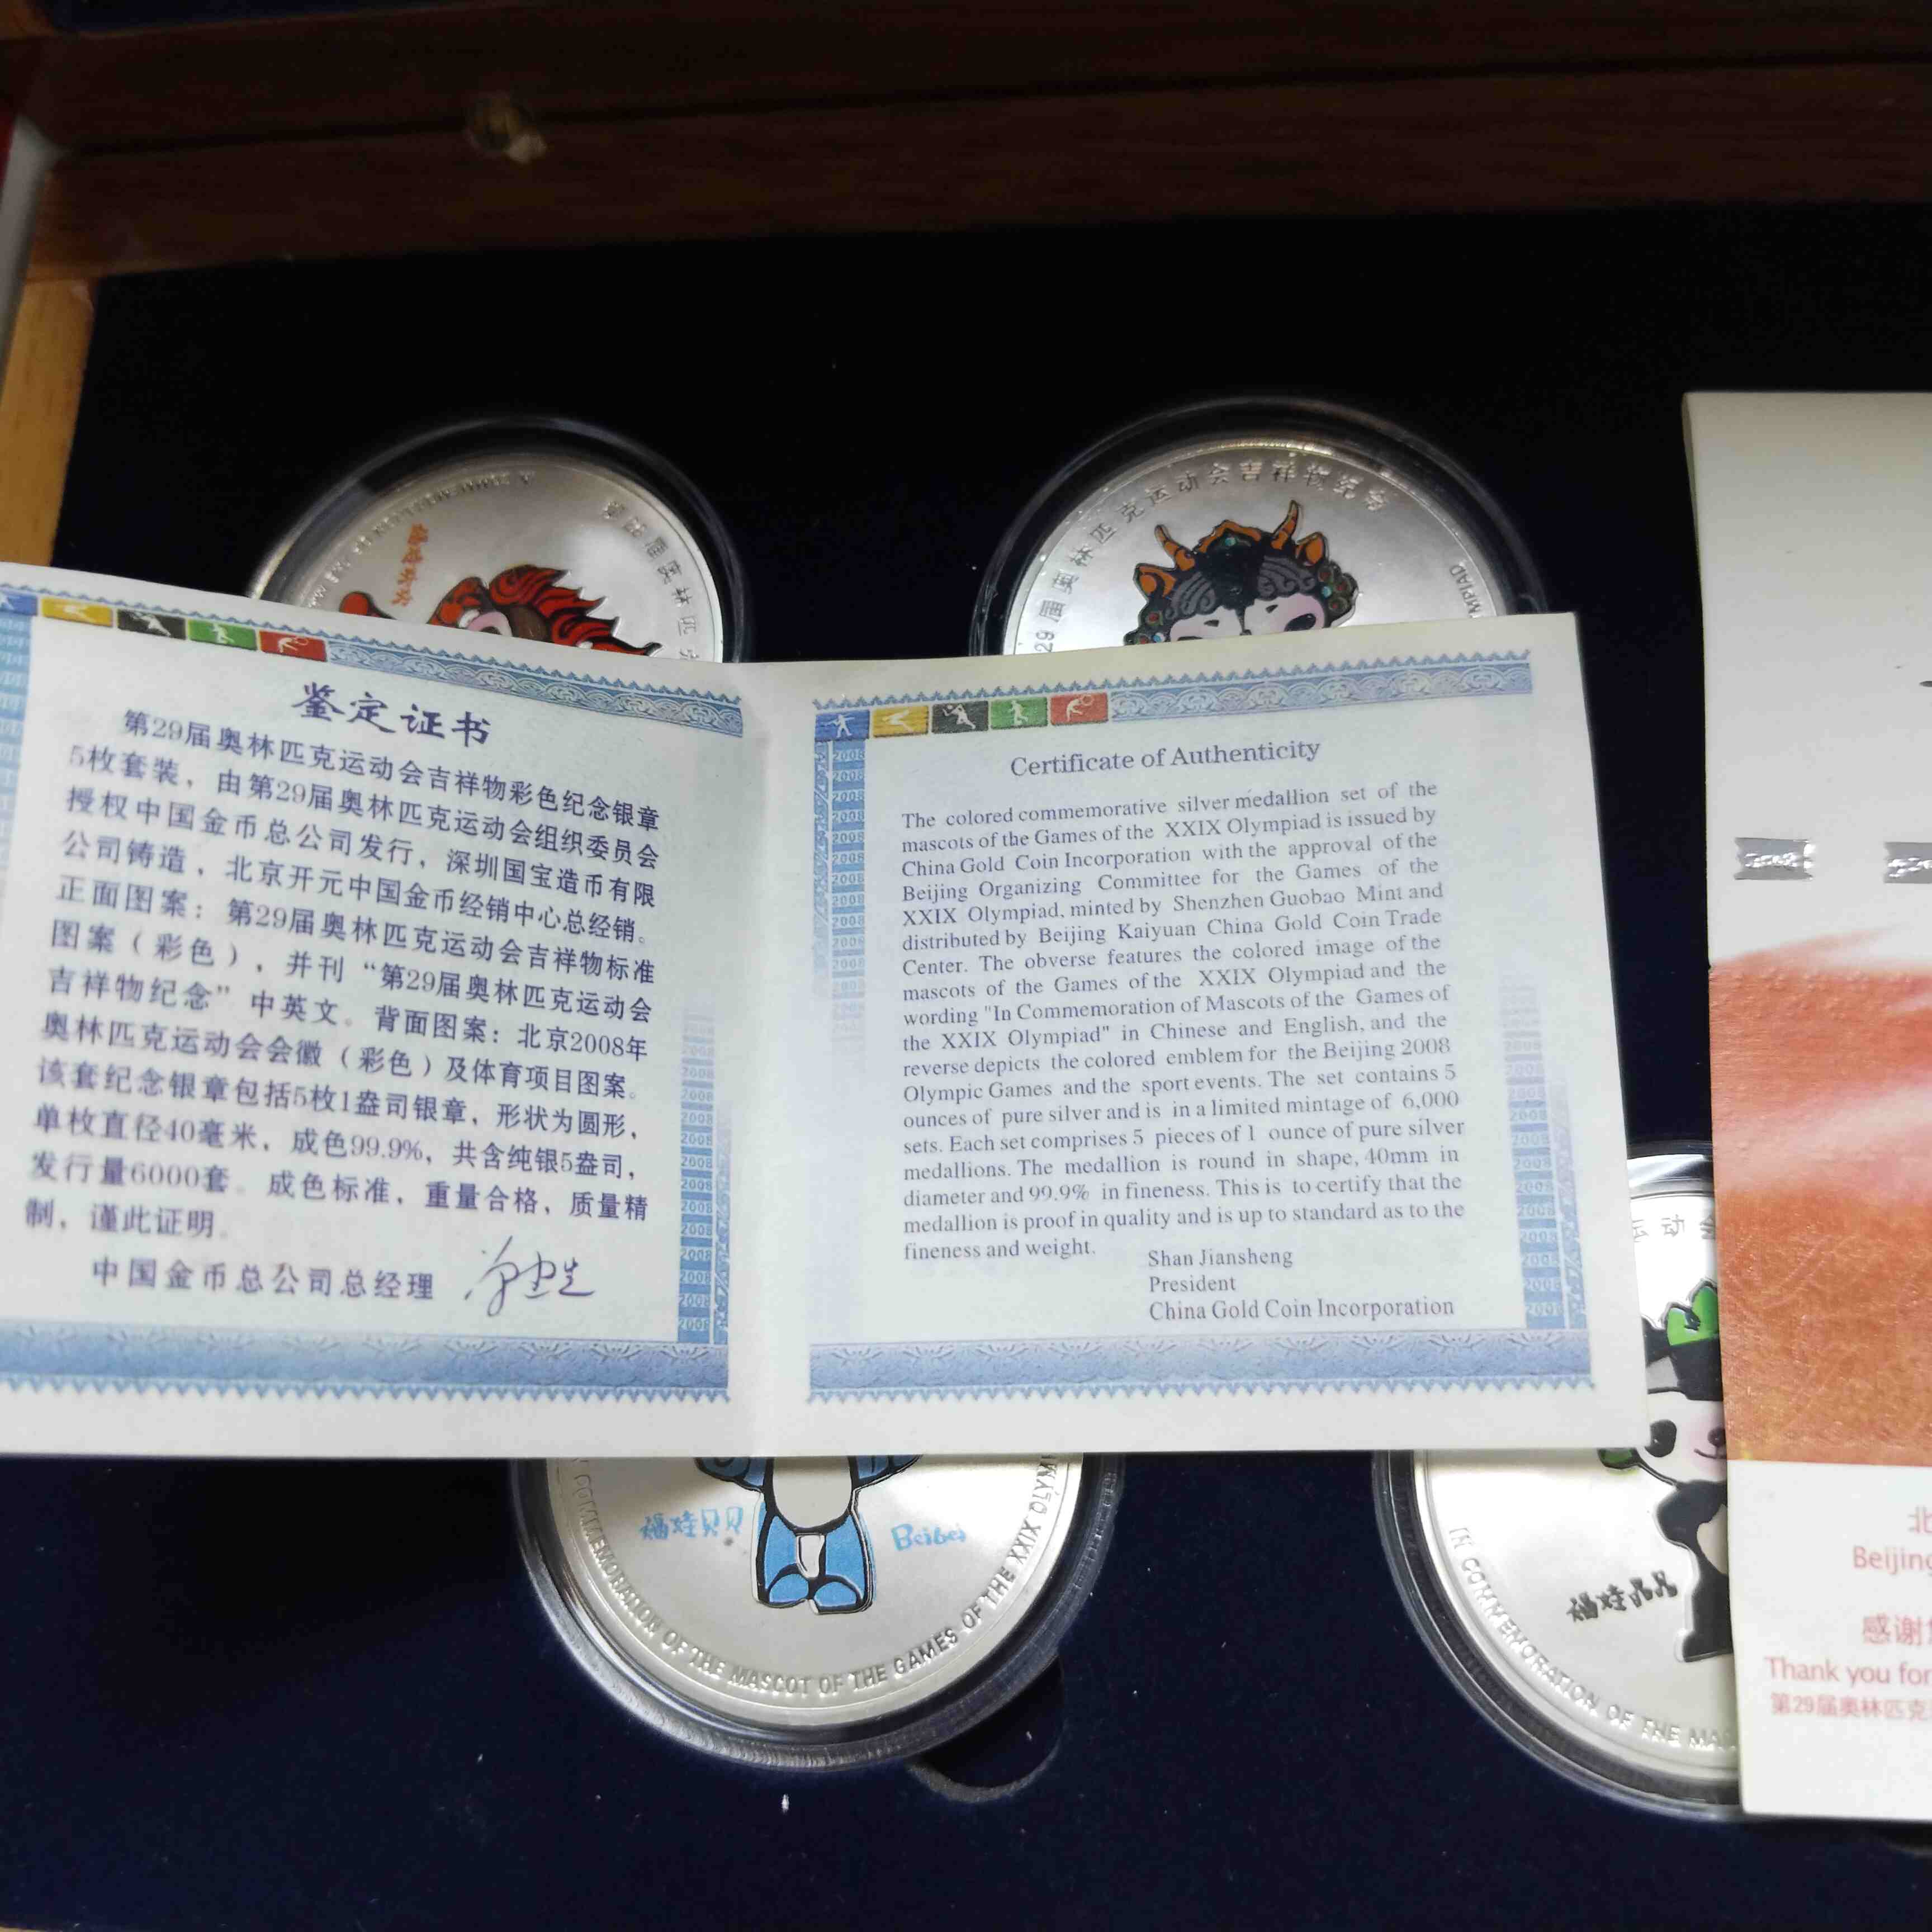 福娃欢欢
届奥林匹
29届奥林匹克运动会吉祥物纪念
MPIAD
鉴定证书
第29届奥林匹克运动会吉祥物彩色纪念银章
5枚套装，由第29届奥林匹克运动会组织委员会
授权中国金币总公司发行，深圳国宝造币有限
公司铸造，北京开元中国金币经销中心总经销。
正面图案：第29届奥林匹克运动会吉祥物标准
图案（彩色），并刊“第29届奥林匹克运动会
吉祥物纪念”中英文。背面图案：北京2008年
奥林匹克运动会会徽（彩色）及体育项目图案。
该套纪念银章包括5枚1盎司银章，形状为圆形，
单枚直径40毫米，成色99.9%，共含纯银5盎司，
发行量6000套。成色标准，重量合格，质量精
制，谨此证明。
中国金币总公司总经理
Certificate of Authenticity
The colored commemorative silver medallion set of the
mascots of the Games of the XXIX Olympiad is issued by
China Gold Coin Incorporation with the approval of the
Beijing Organizing Committee for the Games of the
XXIX Olympiad, minted by Shenzhen Guobao Mint and
distributed by Beijing Kaiyuan China Gold Coin Trade
Center. The obverse features the colored image of the
mascots of the Games of the XXIX Olympiad and the
wording "In Commemoration of Mascots of the Games of
the XXIX Olympiad" in Chinese and English, and the
reverse depicts the colored emblem for the Beijing 2008
Olympic Games and the sport events. The set contains 5
ounces of pure silver and is in a limited mintage of 6,000
sets. Each set comprises 5 pieces of 1 ounce of pure silver
medallions. The medallion is round in shape, 40mm in
diameter and 99.9% in fineness. This is to certify that the
medallion is proof in quality and is up to standard as to the
fineness and weight.
Shan Jiansheng
President
China Gold Coin Incorporation
运动会
福娃贝贝
Beibei
COMMEMORATION OF THE MASCOT OF THE GAMES OF THE XXIX OLYMPI
福娃晶晶
IN COMMEMORATION OF THE MAS
北
Beijing
感谢
Thank you for
第29届奥林匹克